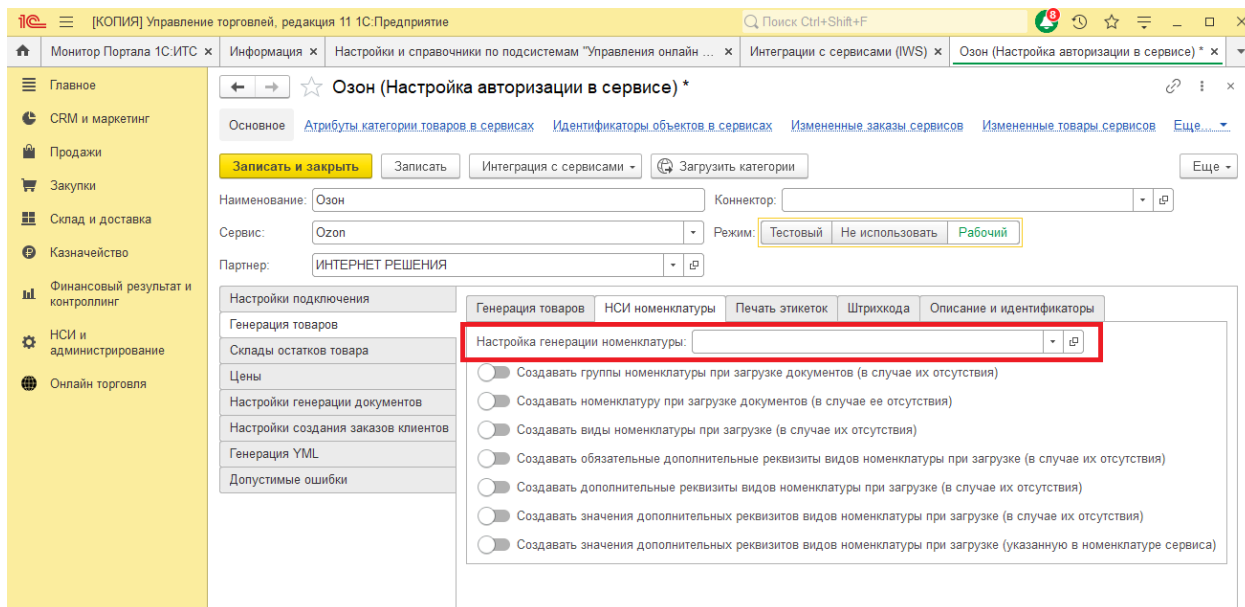 [КОПИЯ] Управление торговлей, редакция 11 1С:Предприятие
Поиск Ctrl+Shift+F
8
Монитор Портала 1С:ИТС ×
Информация ×
Настройки и справочники по подсистемам "Управления онлайн ... ×
Интеграции с сервисами (IWS) ×
Озон (Настройка авторизации в сервисе) * ×
Главное
CRM и маркетинг
Продажи
Закупки
Склад и доставка
Казначейство
Финансовый результат и
контроллинг
НСИ и
администрирование
Онлайн торговля
Озон (Настройка авторизации в сервисе) *
Основное Атрибуты категории товаров в сервисах Идентификаторы объектов в сервисах Измененные заказы сервисов Измененные товары сервисов Еще...
Записать и закрыть Записать Интеграция с сервисами Загрузить категории Еще
Наименование: Озон Коннектор:
Сервис: Ozon Режим: Тестовый Не использовать Рабочий
Партнер: ИНТЕРНЕТ РЕШЕНИЯ
Настройки подключения
Генерация товаров
Склады остатков товара
Цены
Настройки генерации документов
Настройки создания заказов клиентов
Генерация YML
Допустимые ошибки
Генерация товаров НСИ номенклатуры Печать этикеток Штрихкода Описание и идентификаторы
Настройка генерации номенклатуры:
Создавать группы номенклатуры при загрузке документов (в случае их отсутствия)
Создавать номенклатуру при загрузке документов (в случае ее отсутствия)
Создавать виды номенклатуры при загрузке (в случае их отсутствия)
Создавать обязательные дополнительные реквизиты видов номенклатуры при загрузке (в случае их отсутствия)
Создавать дополнительные реквизиты видов номенклатуры при загрузке (в случае их отсутствия)
Создавать значения дополнительных реквизитов видов номенклатуры при загрузке (в случае их отсутствия)
Создавать значения дополнительных реквизитов видов номенклатуры при загрузке (указанную в номенклатуре сервиса)